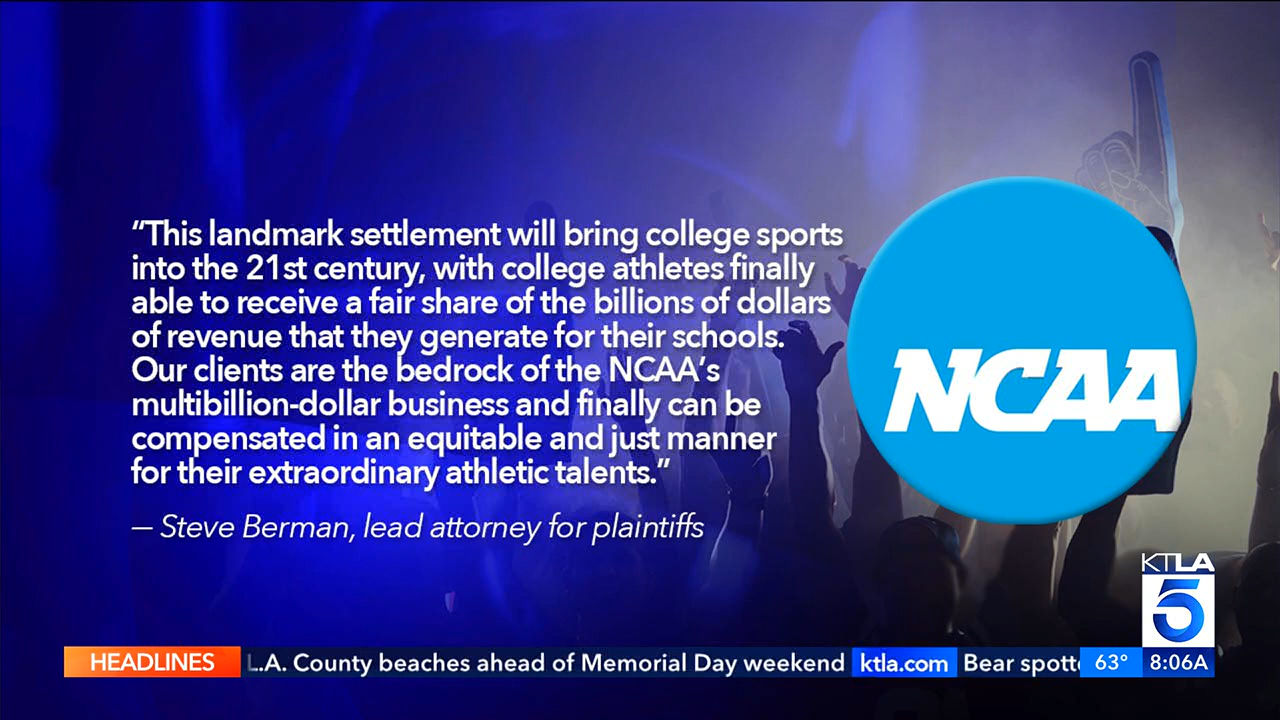 “This landmark settlement will bring college sports
into the 21st century, with college athletes finally
able to receive a fair share of the billions of dollars
of revenue that they generate for their schools.
Our clients are the bedrock of the NCAA’s
multibillion-dollar business and finally can be
compensated in an equitable and just manner
for their extraordinary athletic talents.”
— Steve Berman, lead attorney for plaintiffs
NCAA
KTLA
5
HEADLINES L.A. County beaches ahead of Memorial Day weekend ktla.com Bear 63° 8:06A